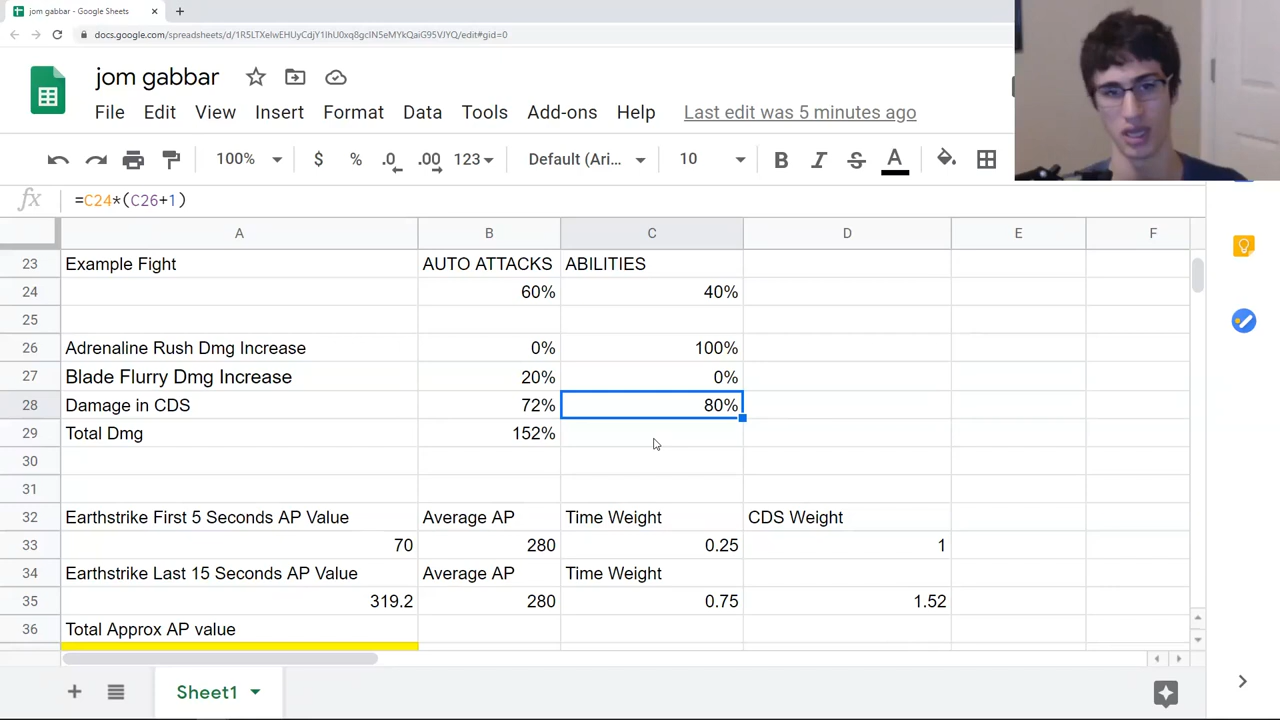 jom gabbar - Google Sheets
docs.google.com/spreadsheets/d/1R5LTXelwEHUyCdjY1IhU0xq8gcIN5eMYkQaiG95VJYQ/edit#gid=0
jom gabbar
File Edit View Insert Format Data Tools Add-ons Help Last edit was 5 minutes ago
100% $ % .0 .00 123 Default (Ari... 10 B I S A
fx =C24*(C26+1)
A B C D E F
23 Example Fight AUTO ATTACKS ABILITIES
24 60% 40%
25
26 Adrenaline Rush Dmg Increase 0% 100%
27 Blade Flurry Dmg Increase 20% 0%
28 Damage in CDS 72% 80%
29 Total Dmg 152%
30
31
32 Earthstrike First 5 Seconds AP Value Average AP Time Weight CDS Weight
33 70 280 0.25 1
34 Earthstrike Last 15 Seconds AP Value Average AP Time Weight
35 319.2 280 0.75 1.52
36 Total Approx AP value
Sheet1